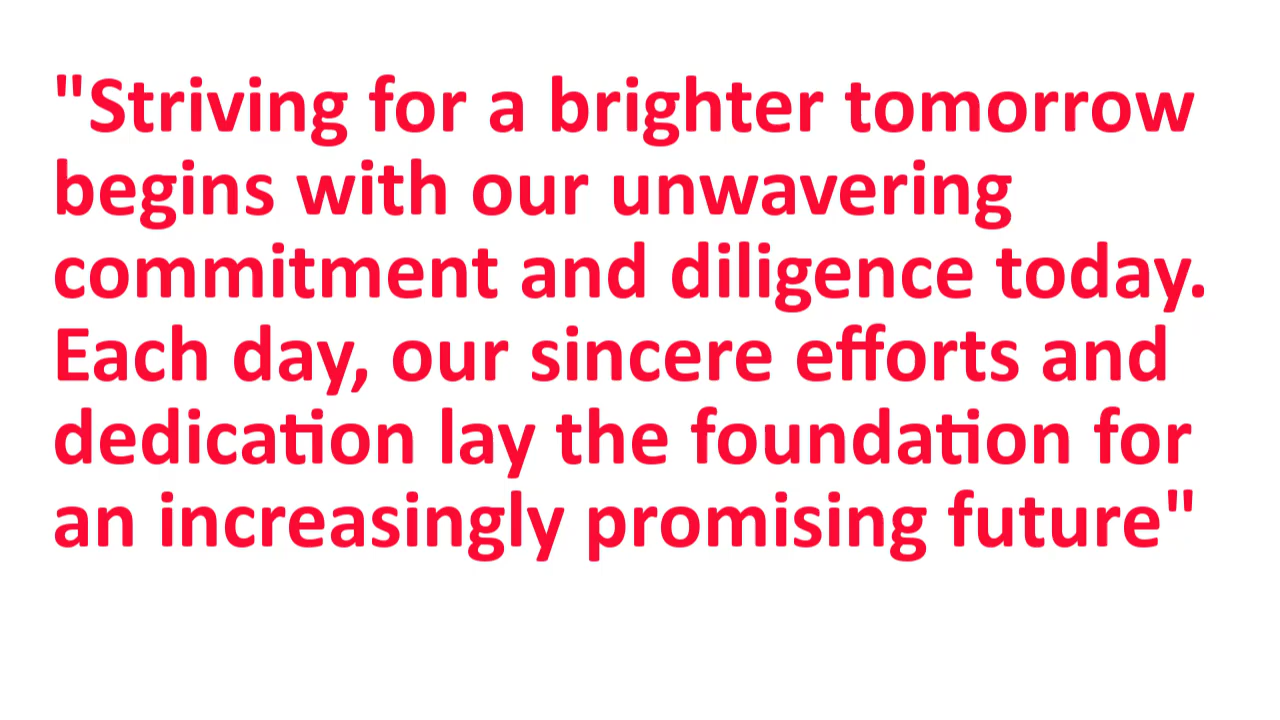 "Striving for a brighter tomorrow
begins with our unwavering
commitment and diligence today.
Each day, our sincere efforts and
dedication lay the foundation for
an increasingly promising future"